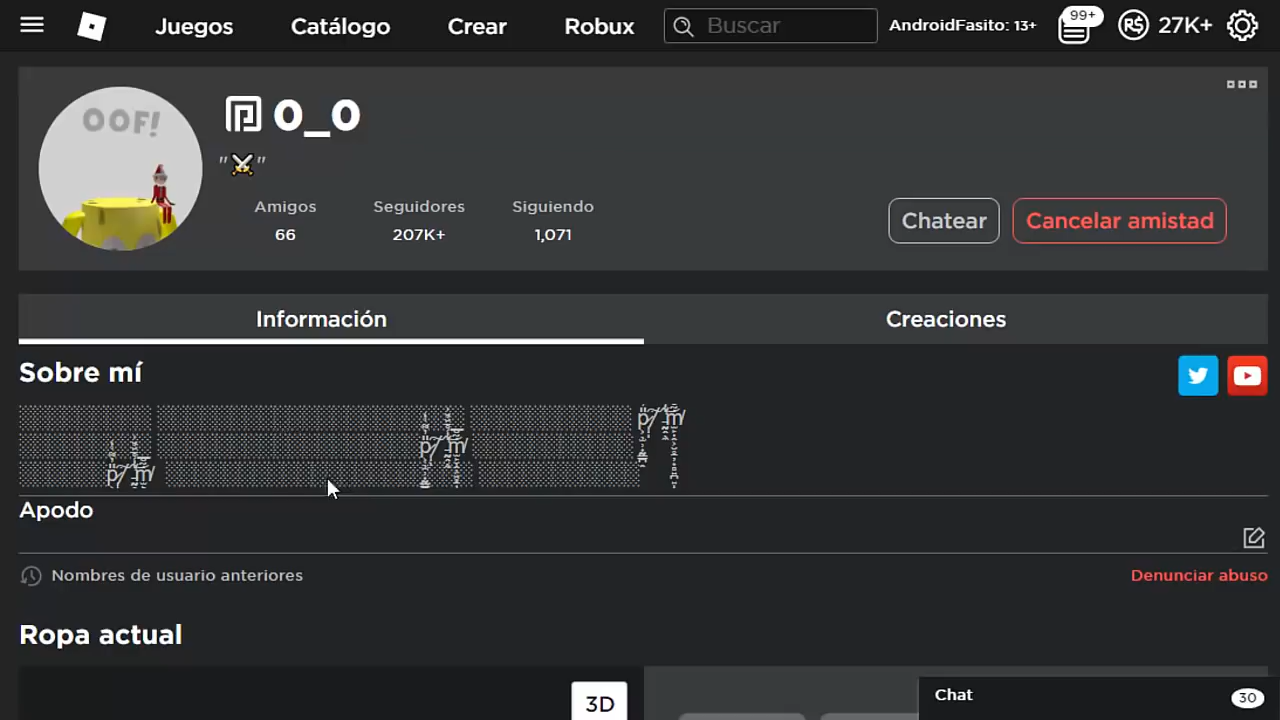 Juegos Catálogo Crear Robux Buscar AndroidFasito: 13+ 99+ R$ 27K+
OOF!
0_0
"⚔"
Amigos Seguidores Siguiendo
66 207K+ 1,071
Chatear Cancelar amistad
Información Creaciones
Sobre mí
Apodo
Nombres de usuario anteriores Denunciar abuso
Ropa actual
3D
Chat 30